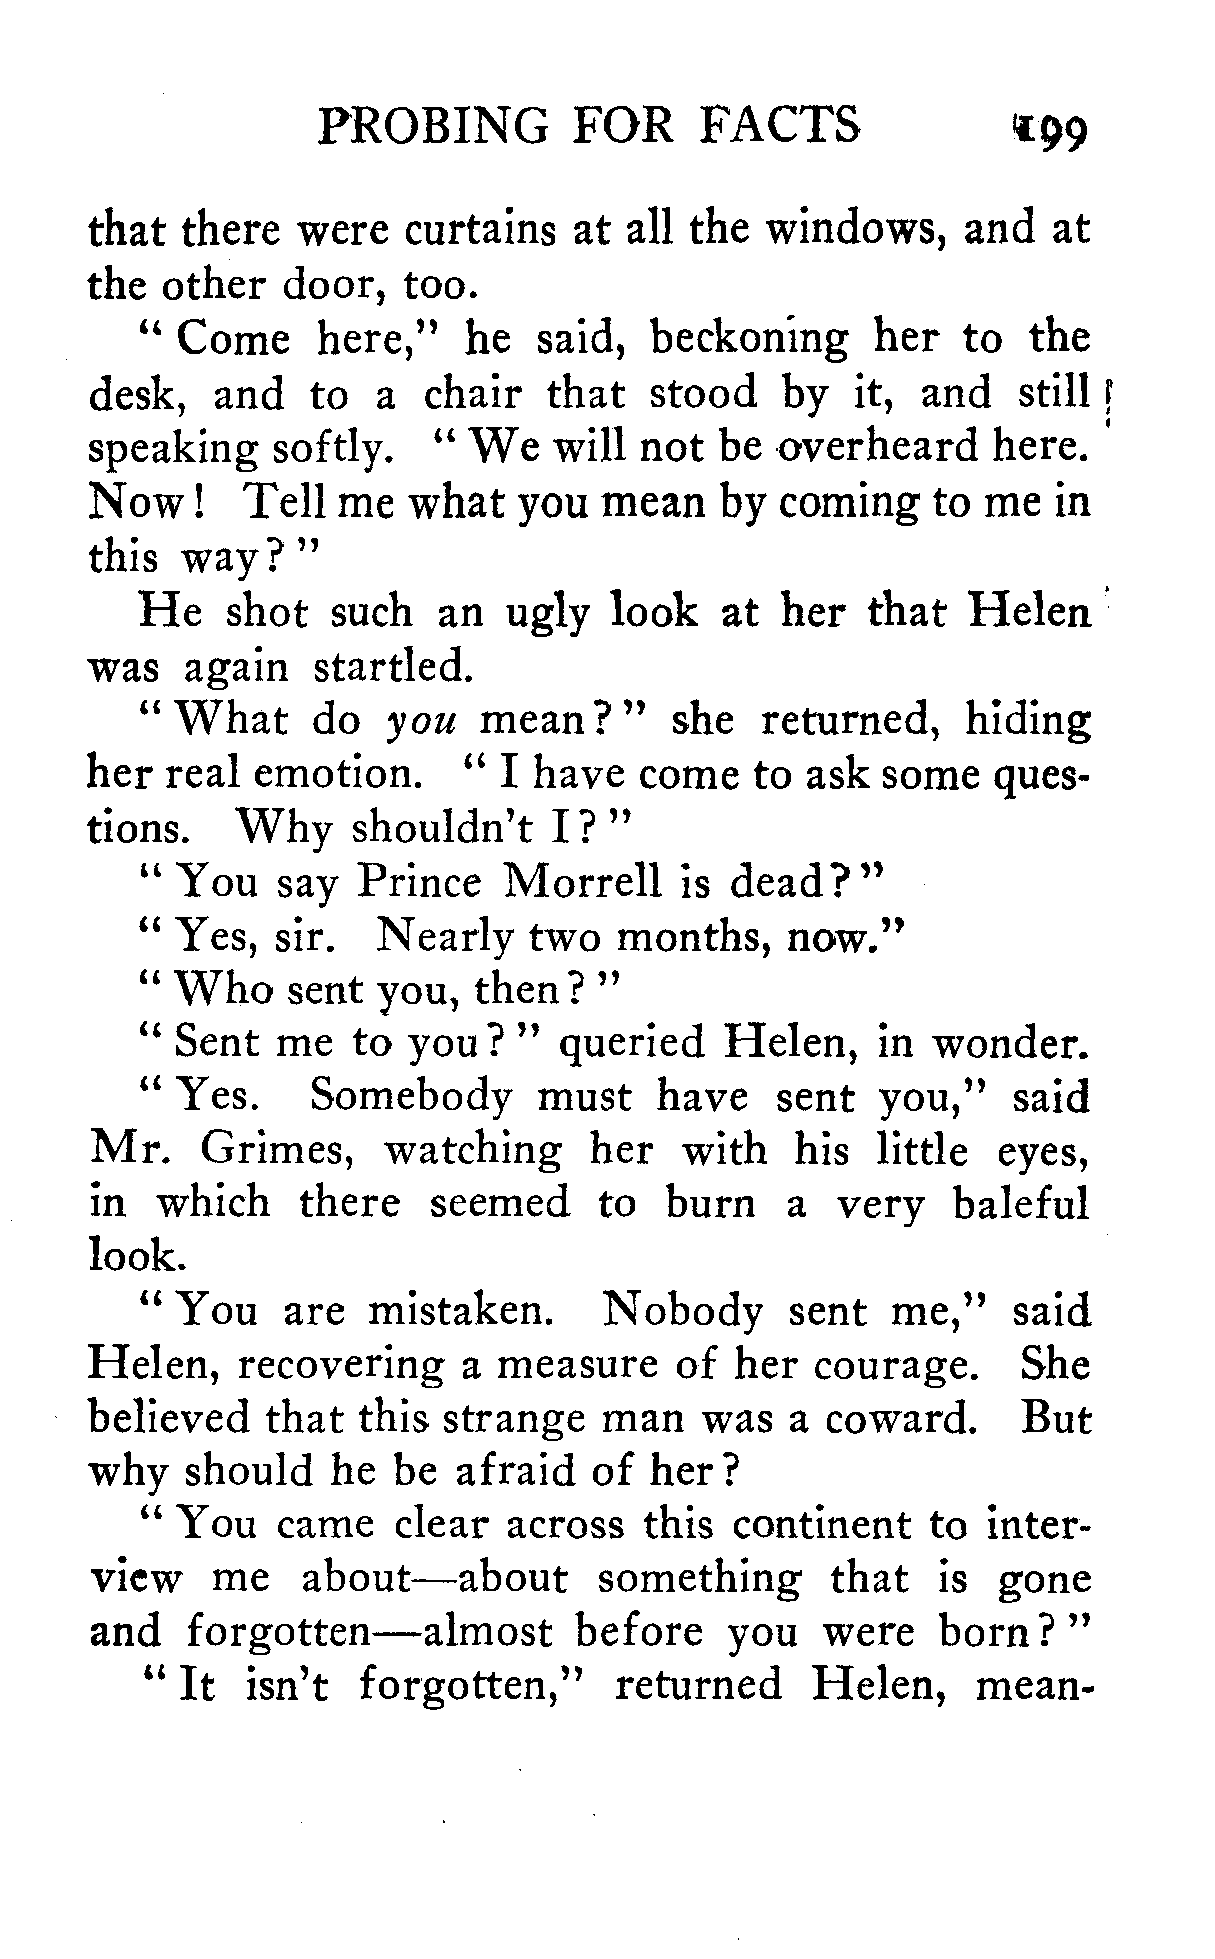 PROBING FOR FACTS 199
that there were curtains at all the windows, and at
the other door, too.
" Come here," he said, beckoning her to the
desk, and to a chair that stood by it, and still
speaking softly. " We will not be overheard here.
Now! Tell me what you mean by coming to me in
this way? "
He shot such an ugly look at her that Helen
was again startled.
" What do you mean? " she returned, hiding
her real emotion. " I have come to ask some ques-
tions. Why shouldn't I? "
" You say Prince Morrell is dead? "
" Yes, sir. Nearly two months, now."
" Who sent you, then? "
" Sent me to you? " queried Helen, in wonder.
" Yes. Somebody must have sent you," said
Mr. Grimes, watching her with his little eyes,
in which there seemed to burn a very baleful
look.
" You are mistaken. Nobody sent me," said
Helen, recovering a measure of her courage. She
believed that this strange man was a coward. But
why should he be afraid of her?
" You came clear across this continent to inter-
view me about—about something that is gone
and forgotten—almost before you were born? "
" It isn't forgotten," returned Helen, mean-